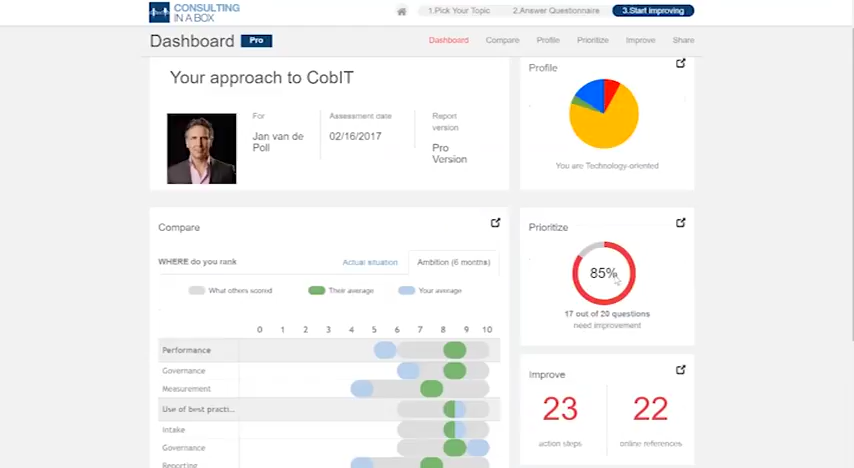 CONSULTING
IN A BOX
1.Pick Your Topic 2.Answer Questionnaire 3.Start improving
Dashboard Pro
Dashboard Compare Profile Prioritize Improve Share
Your approach to CobIT
For
Jan van de
Poll
Assessment date
02/16/2017
Report
version
Pro
Version
Profile
You are Technology-oriented
Compare
WHERE do you rank
Actual situation
Ambition (6 months)
What others scored Their average Your average
0 1 2 3 4 5 6 7 8 9 10
Performance
Governance
Measurement
Use of best practi...
Intake
Governance
Reporting
Prioritize
85%
17 out of 20 questions
need improvement
Improve
23 22
action steps online references